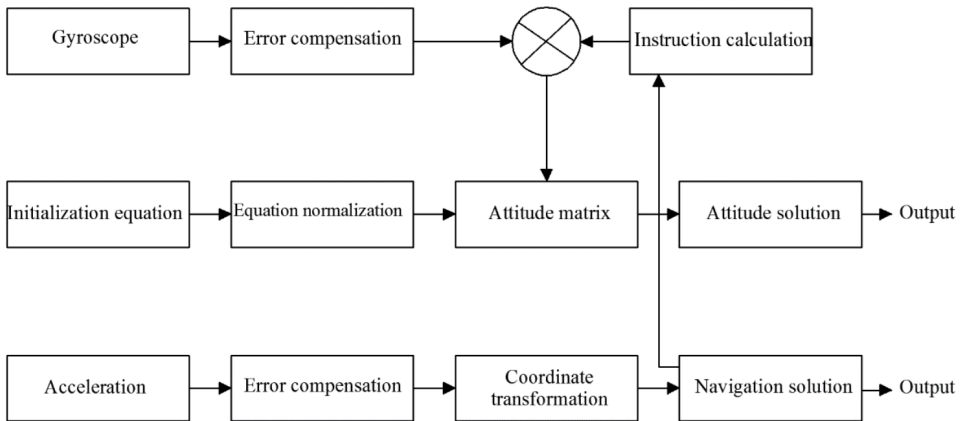 Gyroscope
Error compensation
Instruction calculation
Initialization equation
Equation normalization
Attitude matrix
Attitude solution
Output
Acceleration
Error compensation
Coordinate
transformation
Navigation solution
Output